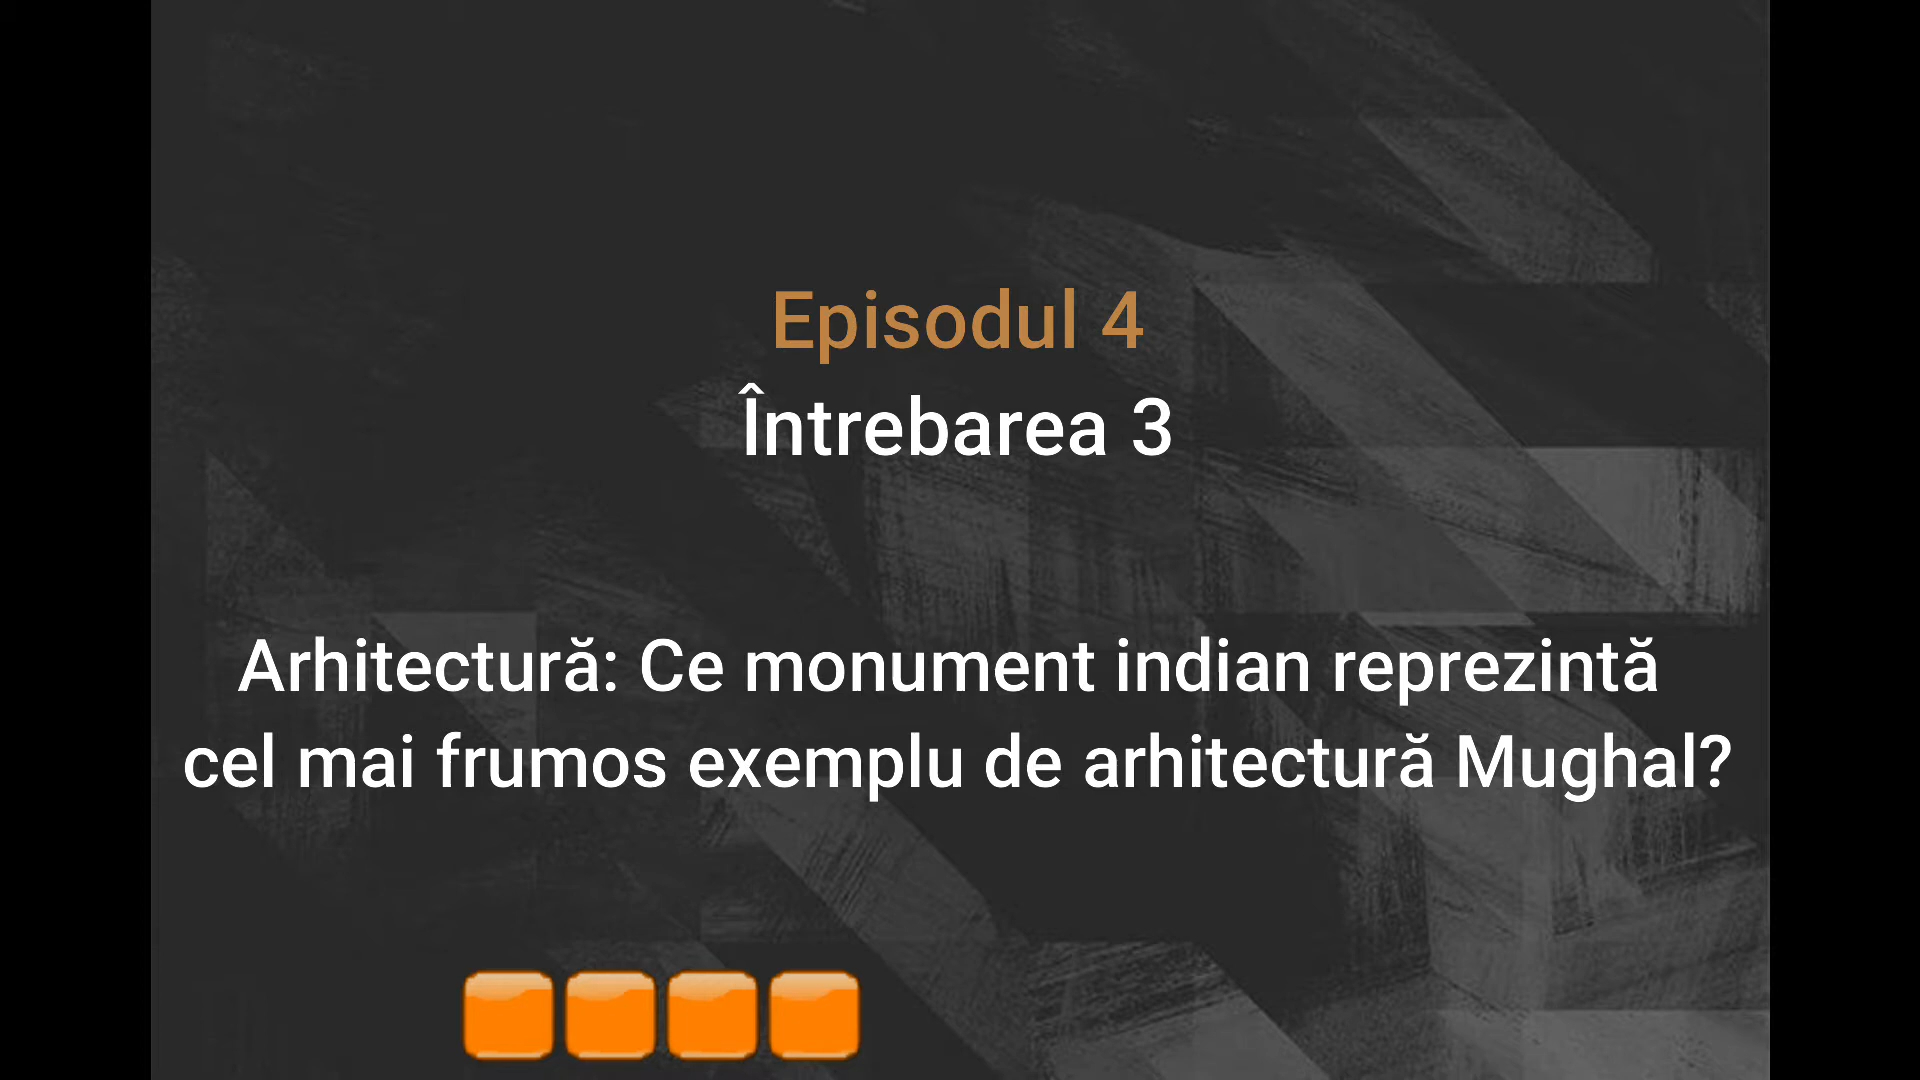 Episodul 4
Întrebarea 3
Arhitectură: Ce monument indian reprezintă
cel mai frumos exemplu de arhitectură Mughal?